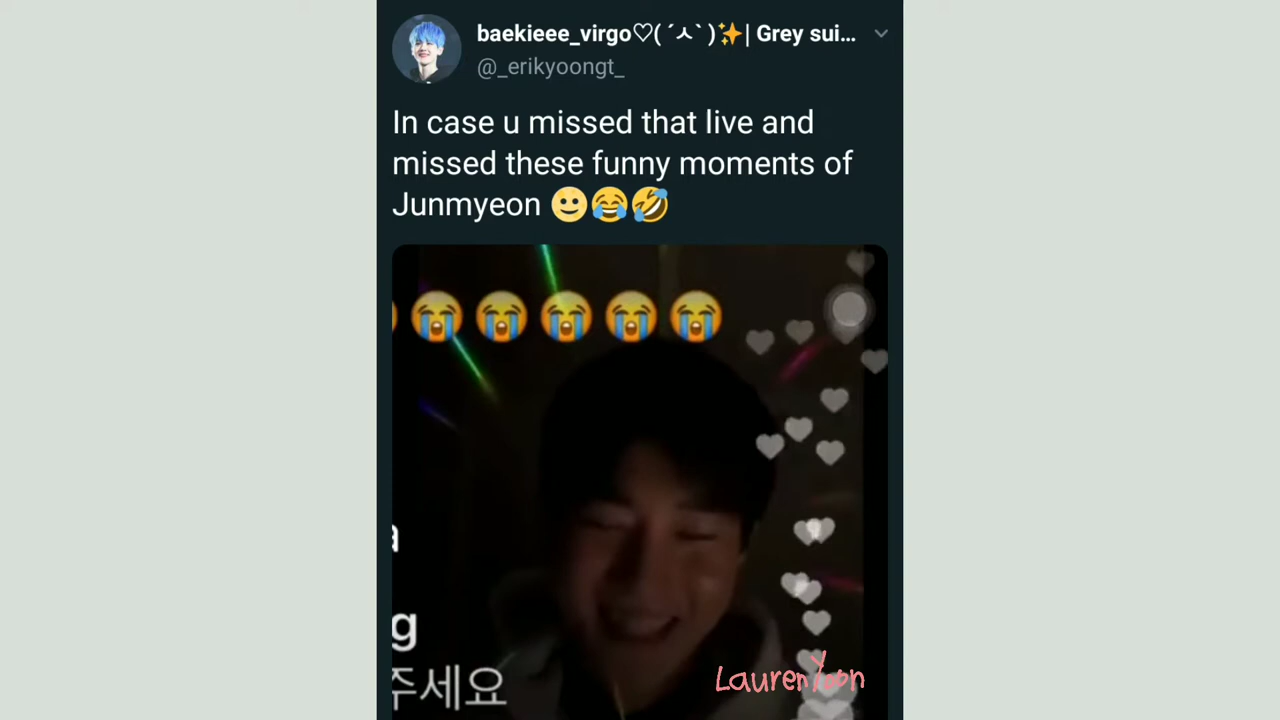 baekieee_virgo♡( ´ㅅ` )✨| Grey sui...
@_erikyoongt_
In case u missed that live and
missed these funny moments of
Junmyeon 🙂😂🤣
😭😭😭😭😭
a
g
주세요
LaurenYoon